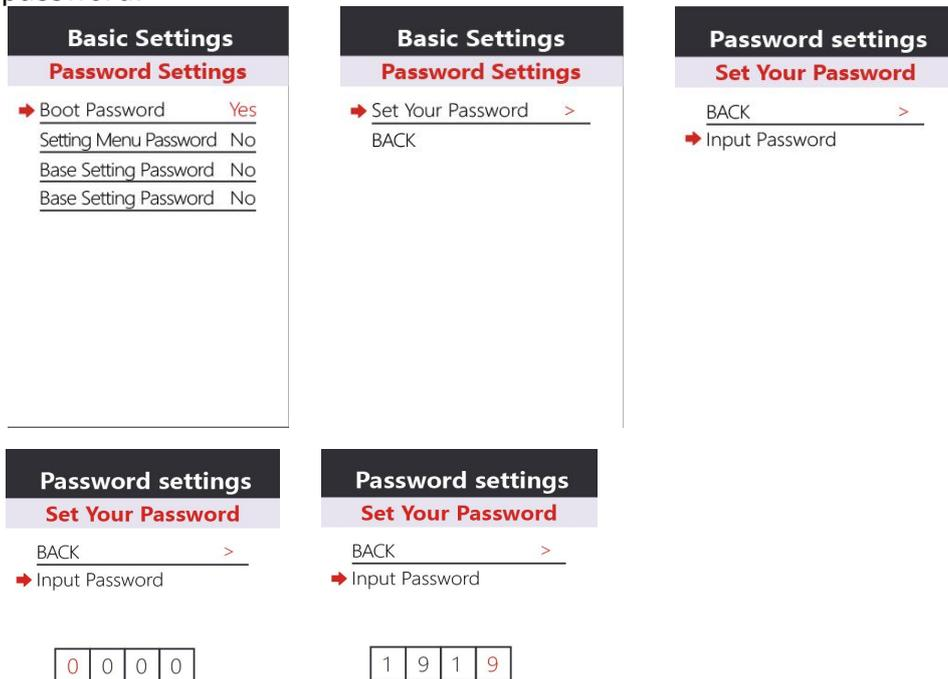 Basic Settings
Password Settings
Boot Password Yes
Setting Menu Password No
Base Setting Password No
Base Setting Password No
Basic Settings
Password Settings
Set Your Password >
BACK
Password settings
Set Your Password
BACK >
Input Password
Password settings
Set Your Password
BACK >
Input Password
0 0 0 0
Password settings
Set Your Password
BACK >
Input Password
1 9 1 9